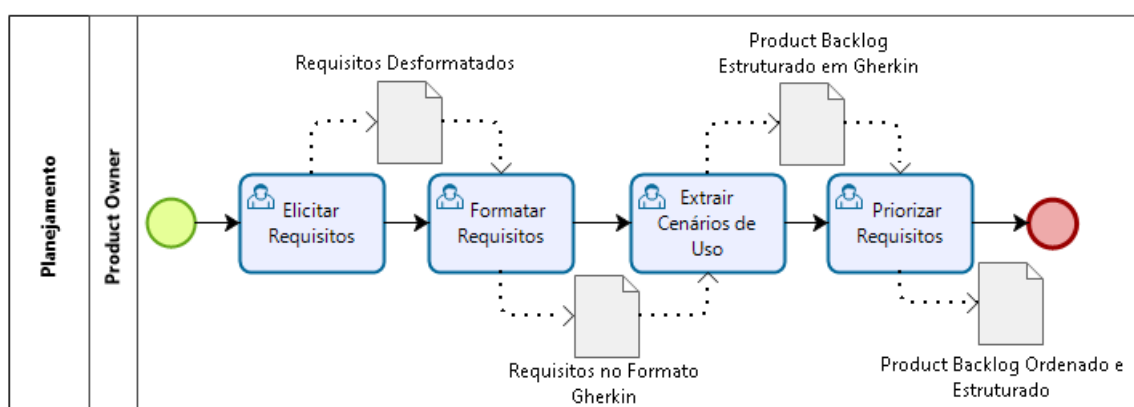 Planejamento
Product Owner
Requisitos Desformatados
Product Backlog
Estruturado em Gherkin
Elicitar
Requisitos
Formatar
Requisitos
Extrair
Cenários de
Uso
Priorizar
Requisitos
Requisitos no Formato
Gherkin
Product Backlog Ordenado e
Estruturado